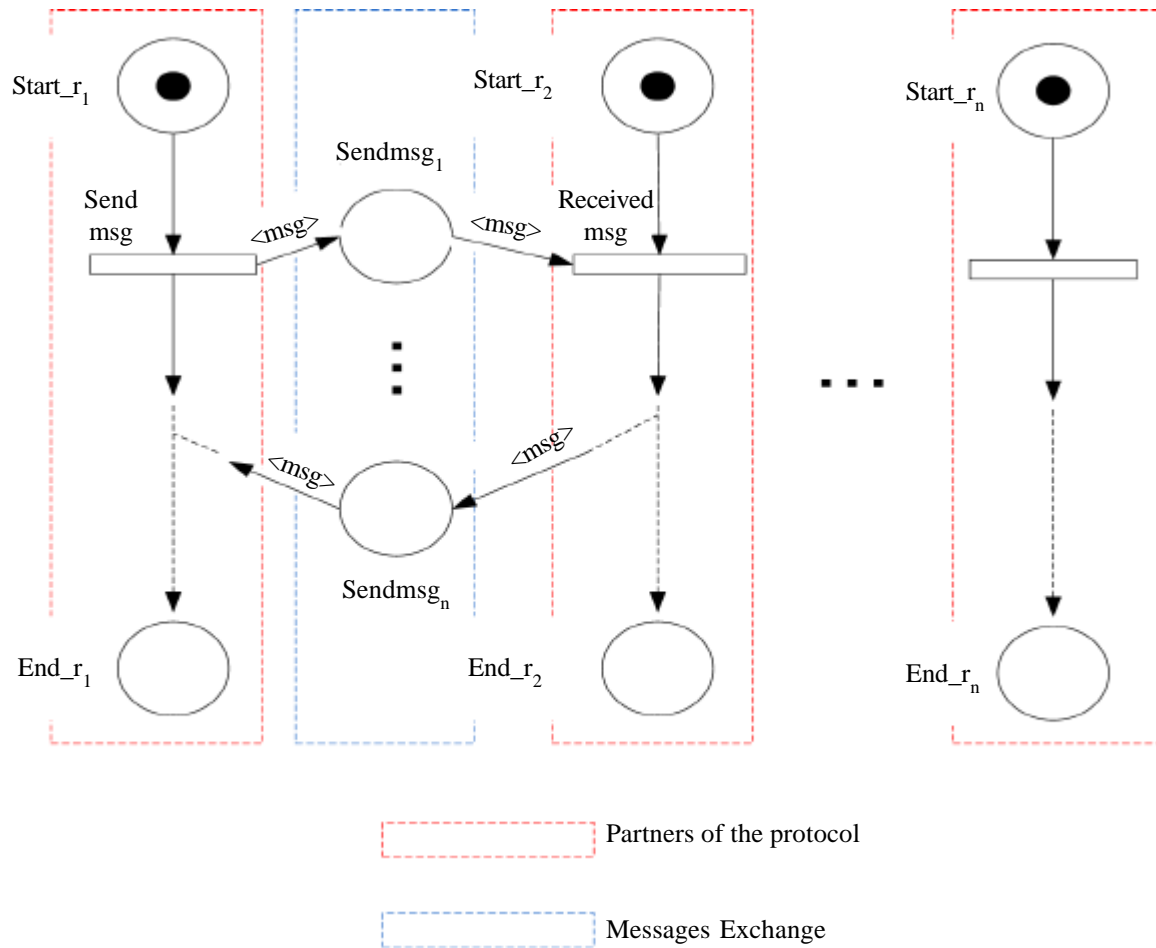 Start_r₁
Start_r₂
Start_rₙ
Sendmsg₁
Send
msg
<msg>
<msg>
Received
msg
<msg>
<msg>
Sendmsgₙ
End_r₁
End_r₂
End_rₙ
Partners of the protocol
Messages Exchange